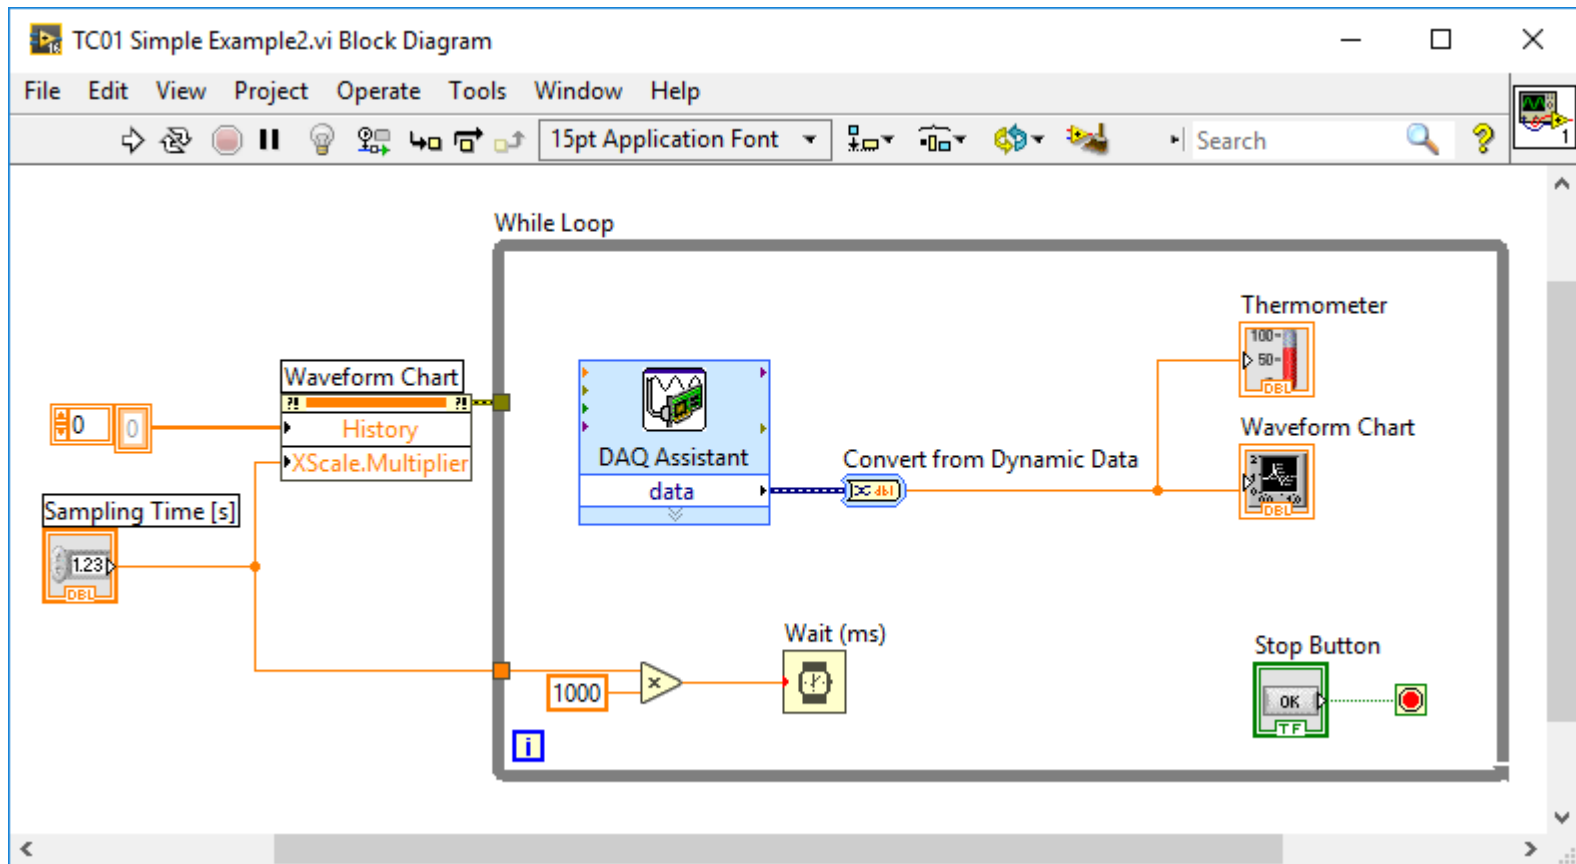 TC01 Simple Example2.vi Block Diagram
File Edit View Project Operate Tools Window Help
15pt Application Font
Search
1
While Loop
Thermometer
100
50
DBL
Waveform Chart
?! ?!
History
XScale.Multiplier
0 0
DAQ Assistant
data
Convert from Dynamic Data
dbl
Waveform Chart
DBL
Sampling Time [s]
1.23
DBL
1000
×
Wait (ms)
Stop Button
OK
TF
i